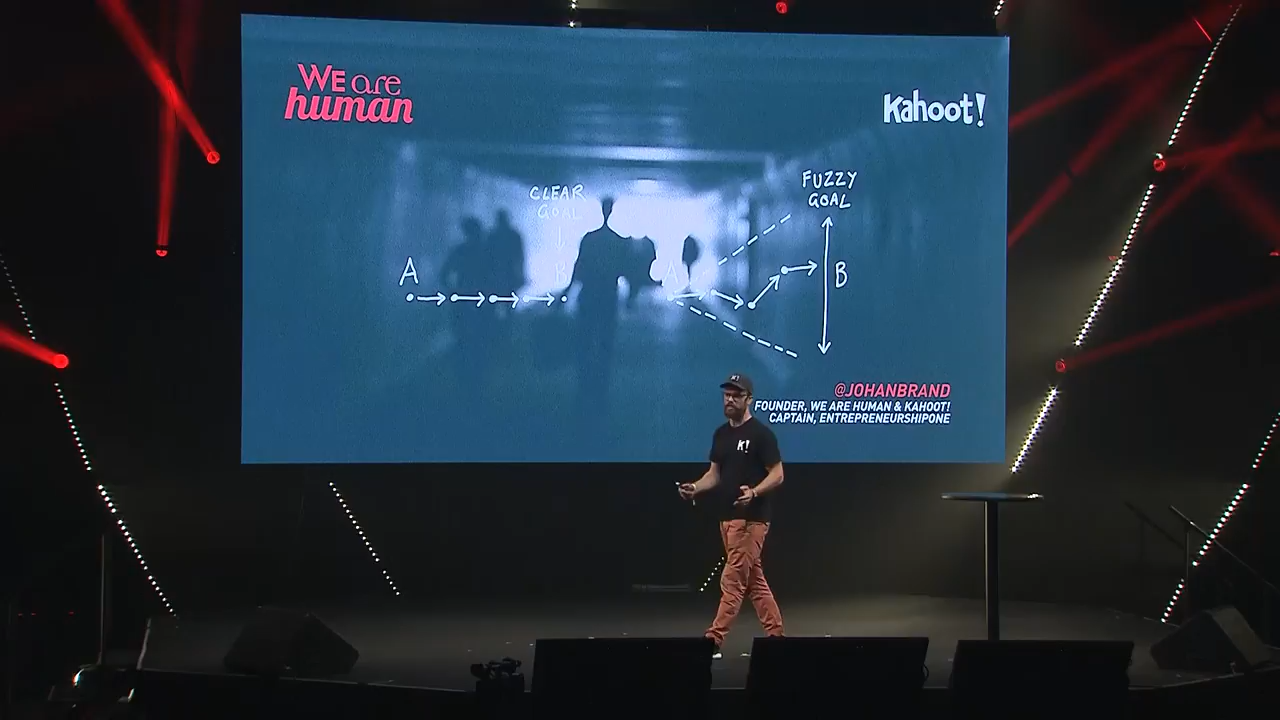 WE are
human
Kahoot!
CLEAR
GOAL
FUZZY
GOAL
A
B
A
B
@JOHANBRAND
FOUNDER, WE ARE HUMAN & KAHOOT!
CAPTAIN, ENTREPRENEURSHIPONE
K!
K!